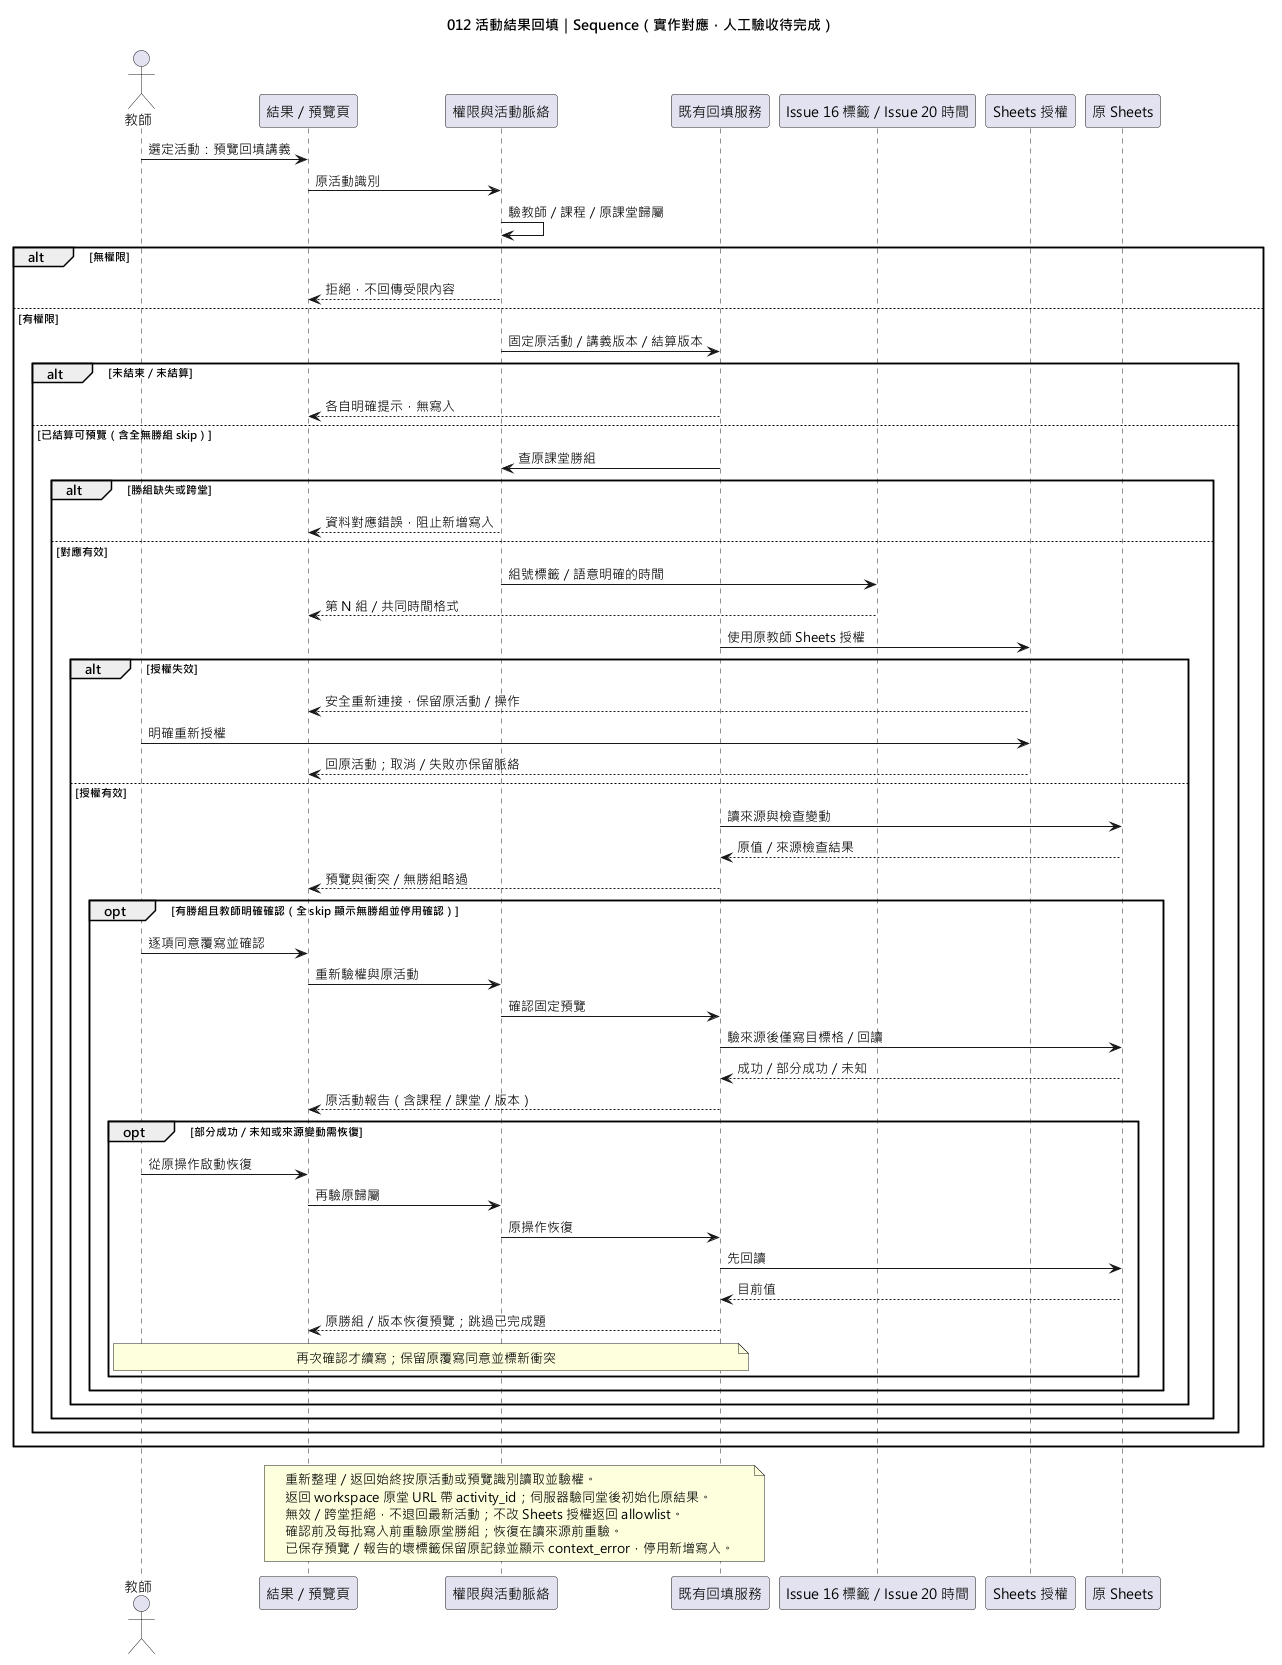 012 活動結果回填｜Sequence（實作對應，人工驗收待完成）
教師
結果 / 預覽頁
權限與活動脈絡
既有回填服務
Issue 16 標籤 / Issue 20 時間
Sheets 授權
原 Sheets
選定活動：預覽回填講義
原活動識別
驗教師 / 課程 / 原課堂歸屬
alt [無權限]
拒絕，不回傳受限內容
[有權限]
固定原活動 / 講義版本 / 結算版本
alt [未結束 / 未結算]
各自明確提示，無寫入
[已結算可預覽（含全無勝組 skip）]
查原課堂勝組
alt [勝組缺失或跨堂]
資料對應錯誤，阻止新增寫入
[對應有效]
組號標籤 / 語意明確的時間
第 N 組 / 共同時間格式
使用原教師 Sheets 授權
alt [授權失效]
安全重新連接，保留原活動 / 操作
明確重新授權
回原活動；取消 / 失敗亦保留脈絡
[授權有效]
讀來源與檢查變動
原值 / 來源檢查結果
預覽與衝突 / 無勝組略過
opt [有勝組且教師明確確認（全 skip 顯示無勝組並停用確認）]
逐項同意覆寫並確認
重新驗權與原活動
確認固定預覽
驗來源後僅寫目標格 / 回讀
成功 / 部分成功 / 未知
原活動報告（含課程 / 課堂 / 版本）
opt [部分成功 / 未知或來源變動需恢復]
從原操作啟動恢復
再驗原歸屬
原操作恢復
先回讀
目前值
原勝組 / 版本恢復預覽；跳過已完成題
再次確認才續寫；保留原覆寫同意並標新衝突
重新整理 / 返回始終按原活動或預覽識別讀取並驗權。
返回 workspace 原堂 URL 帶 activity_id；伺服器驗同堂後初始化原結果。
無效 / 跨堂拒絕，不退回最新活動；不改 Sheets 授權返回 allowlist。
確認前及每批寫入前重驗原堂勝組；恢復在讀來源前重驗。
已保存預覽 / 報告的壞標籤保留原記錄並顯示 context_error，停用新增寫入。
教師
結果 / 預覽頁
權限與活動脈絡
既有回填服務
Issue 16 標籤 / Issue 20 時間
Sheets 授權
原 Sheets